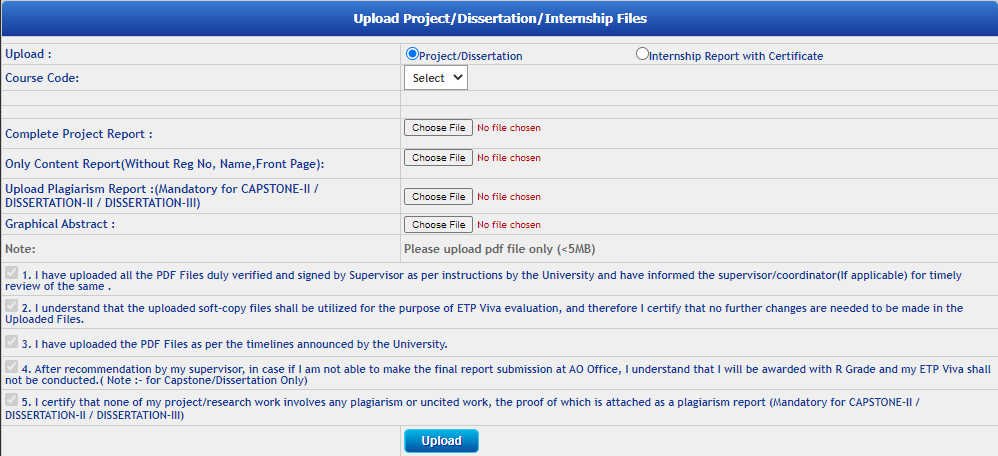 Upload Project/Dissertation/Internship Files
Upload :
Project/Dissertation
Internship Report with Certificate
Course Code:
Select
Complete Project Report :
Choose File No file chosen
Only Content Report(Without Reg No, Name,Front Page):
Choose File No file chosen
Upload Plagiarism Report :(Mandatory for CAPSTONE-II /
DISSERTATION-II / DISSERTATION-III)
Choose File No file chosen
Graphical Abstract :
Choose File No file chosen
Note:
Please upload pdf file only (<5MB)
1. I have uploaded all the PDF Files duly verified and signed by Supervisor as per instructions by the University and have informed the supervisor/coordinator(If applicable) for timely
review of the same .
2. I understand that the uploaded soft-copy files shall be utilized for the purpose of ETP Viva evaluation, and therefore I certify that no further changes are needed to be made in the
Uploaded Files.
3. I have uploaded the PDF Files as per the timelines announced by the University.
4. After recommendation by my supervisor, in case if I am not able to make the final report submission at AO Office, I understand that I will be awarded with R Grade and my ETP Viva shall
not be conducted.( Note :- for Capstone/Dissertation Only)
5. I certify that none of my project/research work involves any plagiarism or uncited work, the proof of which is attached as a plagiarism report (Mandatory for CAPSTONE-II /
DISSERTATION-II / DISSERTATION-III)
Upload